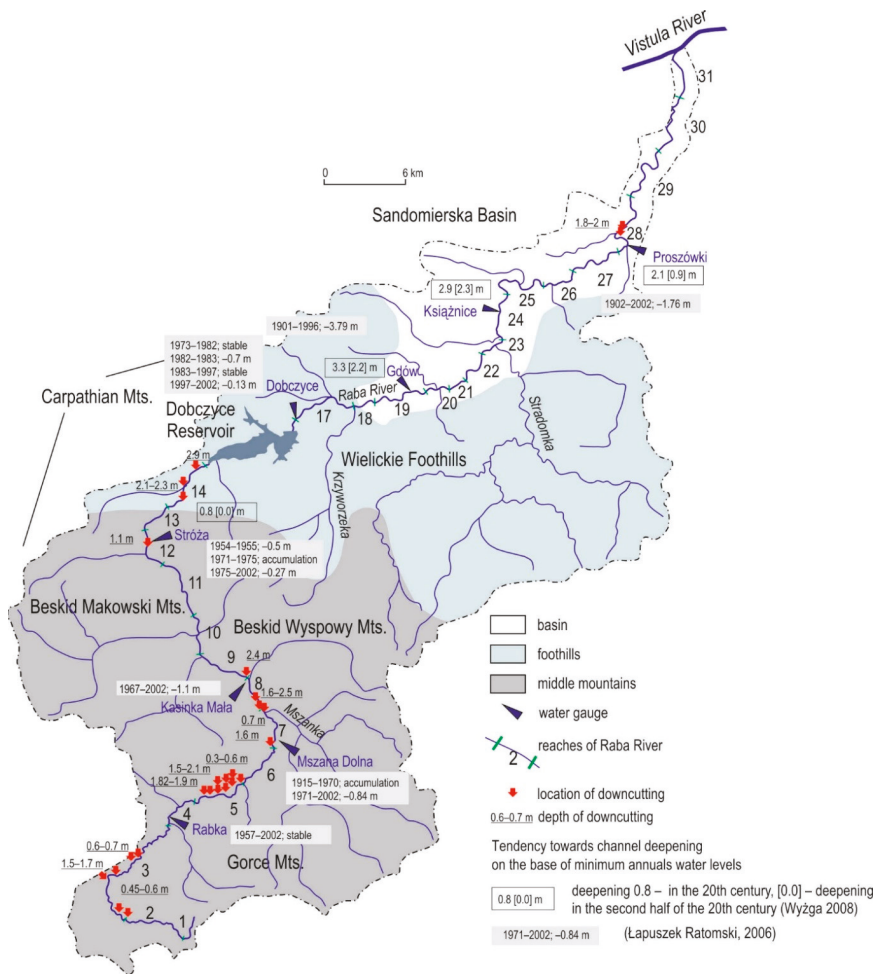 Vistula River
31
30
0 6 km
29
Sandomierska Basin
1.8–2 m
28
Proszówki
2.1 [0.9] m
27
2.9 [2.3] m
25
26
1902–2002; –1.76 m
Książnice
24
1901–1996; –3.79 m
23
1973–1982; stable
1982–1983; –0.7 m
1983–1997; stable
1997–2002; –0.13 m
3.3 [2.2] m
22
Gdów
Carpathian Mts.
Dobczyce
Raba River
21
20
19
18
17
Stradomka
Dobczyce
Reservoir
2.9 m
Wielickie Foothills
Krzyworzeka
2.1–2.3 m
14
0.8 [0.0] m
13
Stróża
1.1 m
12
1954–1955; –0.5 m
1971–1975; accumulation
1975–2002; –0.27 m
11
Beskid Makowski Mts.
10
Beskid Wyspowy Mts.
9
2.4 m
8
1967–2002; –1.1 m
1.6–2.5 m
Kasinka Mała
0.7 m
Mszanka
7
1.6 m
Mszana Dolna
0.3–0.6 m
1.5–2.1 m
1.82–1.9 m
6
1915–1970; accumulation
1971–2002; –0.84 m
5
4
Rabka
1957–2002; stable
0.6–0.7 m
Gorce Mts.
1.5–1.7 m
3
0.45–0.6 m
2
1
basin
foothills
middle mountains
water gauge
2
reaches of Raba River
location of downcutting
0.6–0.7 m depth of downcutting
Tendency towards channel deepening
on the base of minimum annuals water levels
0.8 [0.0] m deepening 0.8 – in the 20th century, [0.0] – deepening
in the second half of the 20th century (Wyżga 2008)
1971–2002; –0.84 m (Łapuszek Ratomski, 2006)